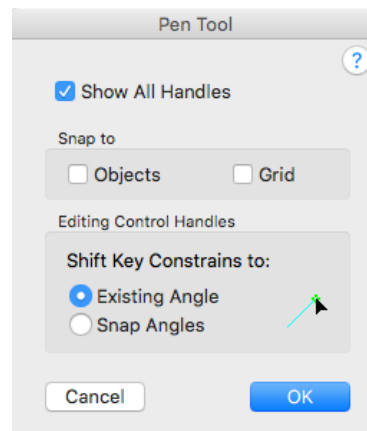 Pen Tool
?
Show All Handles
Snap to
Objects Grid
Editing Control Handles
Shift Key Constrains to:
Existing Angle
Snap Angles
Cancel OK